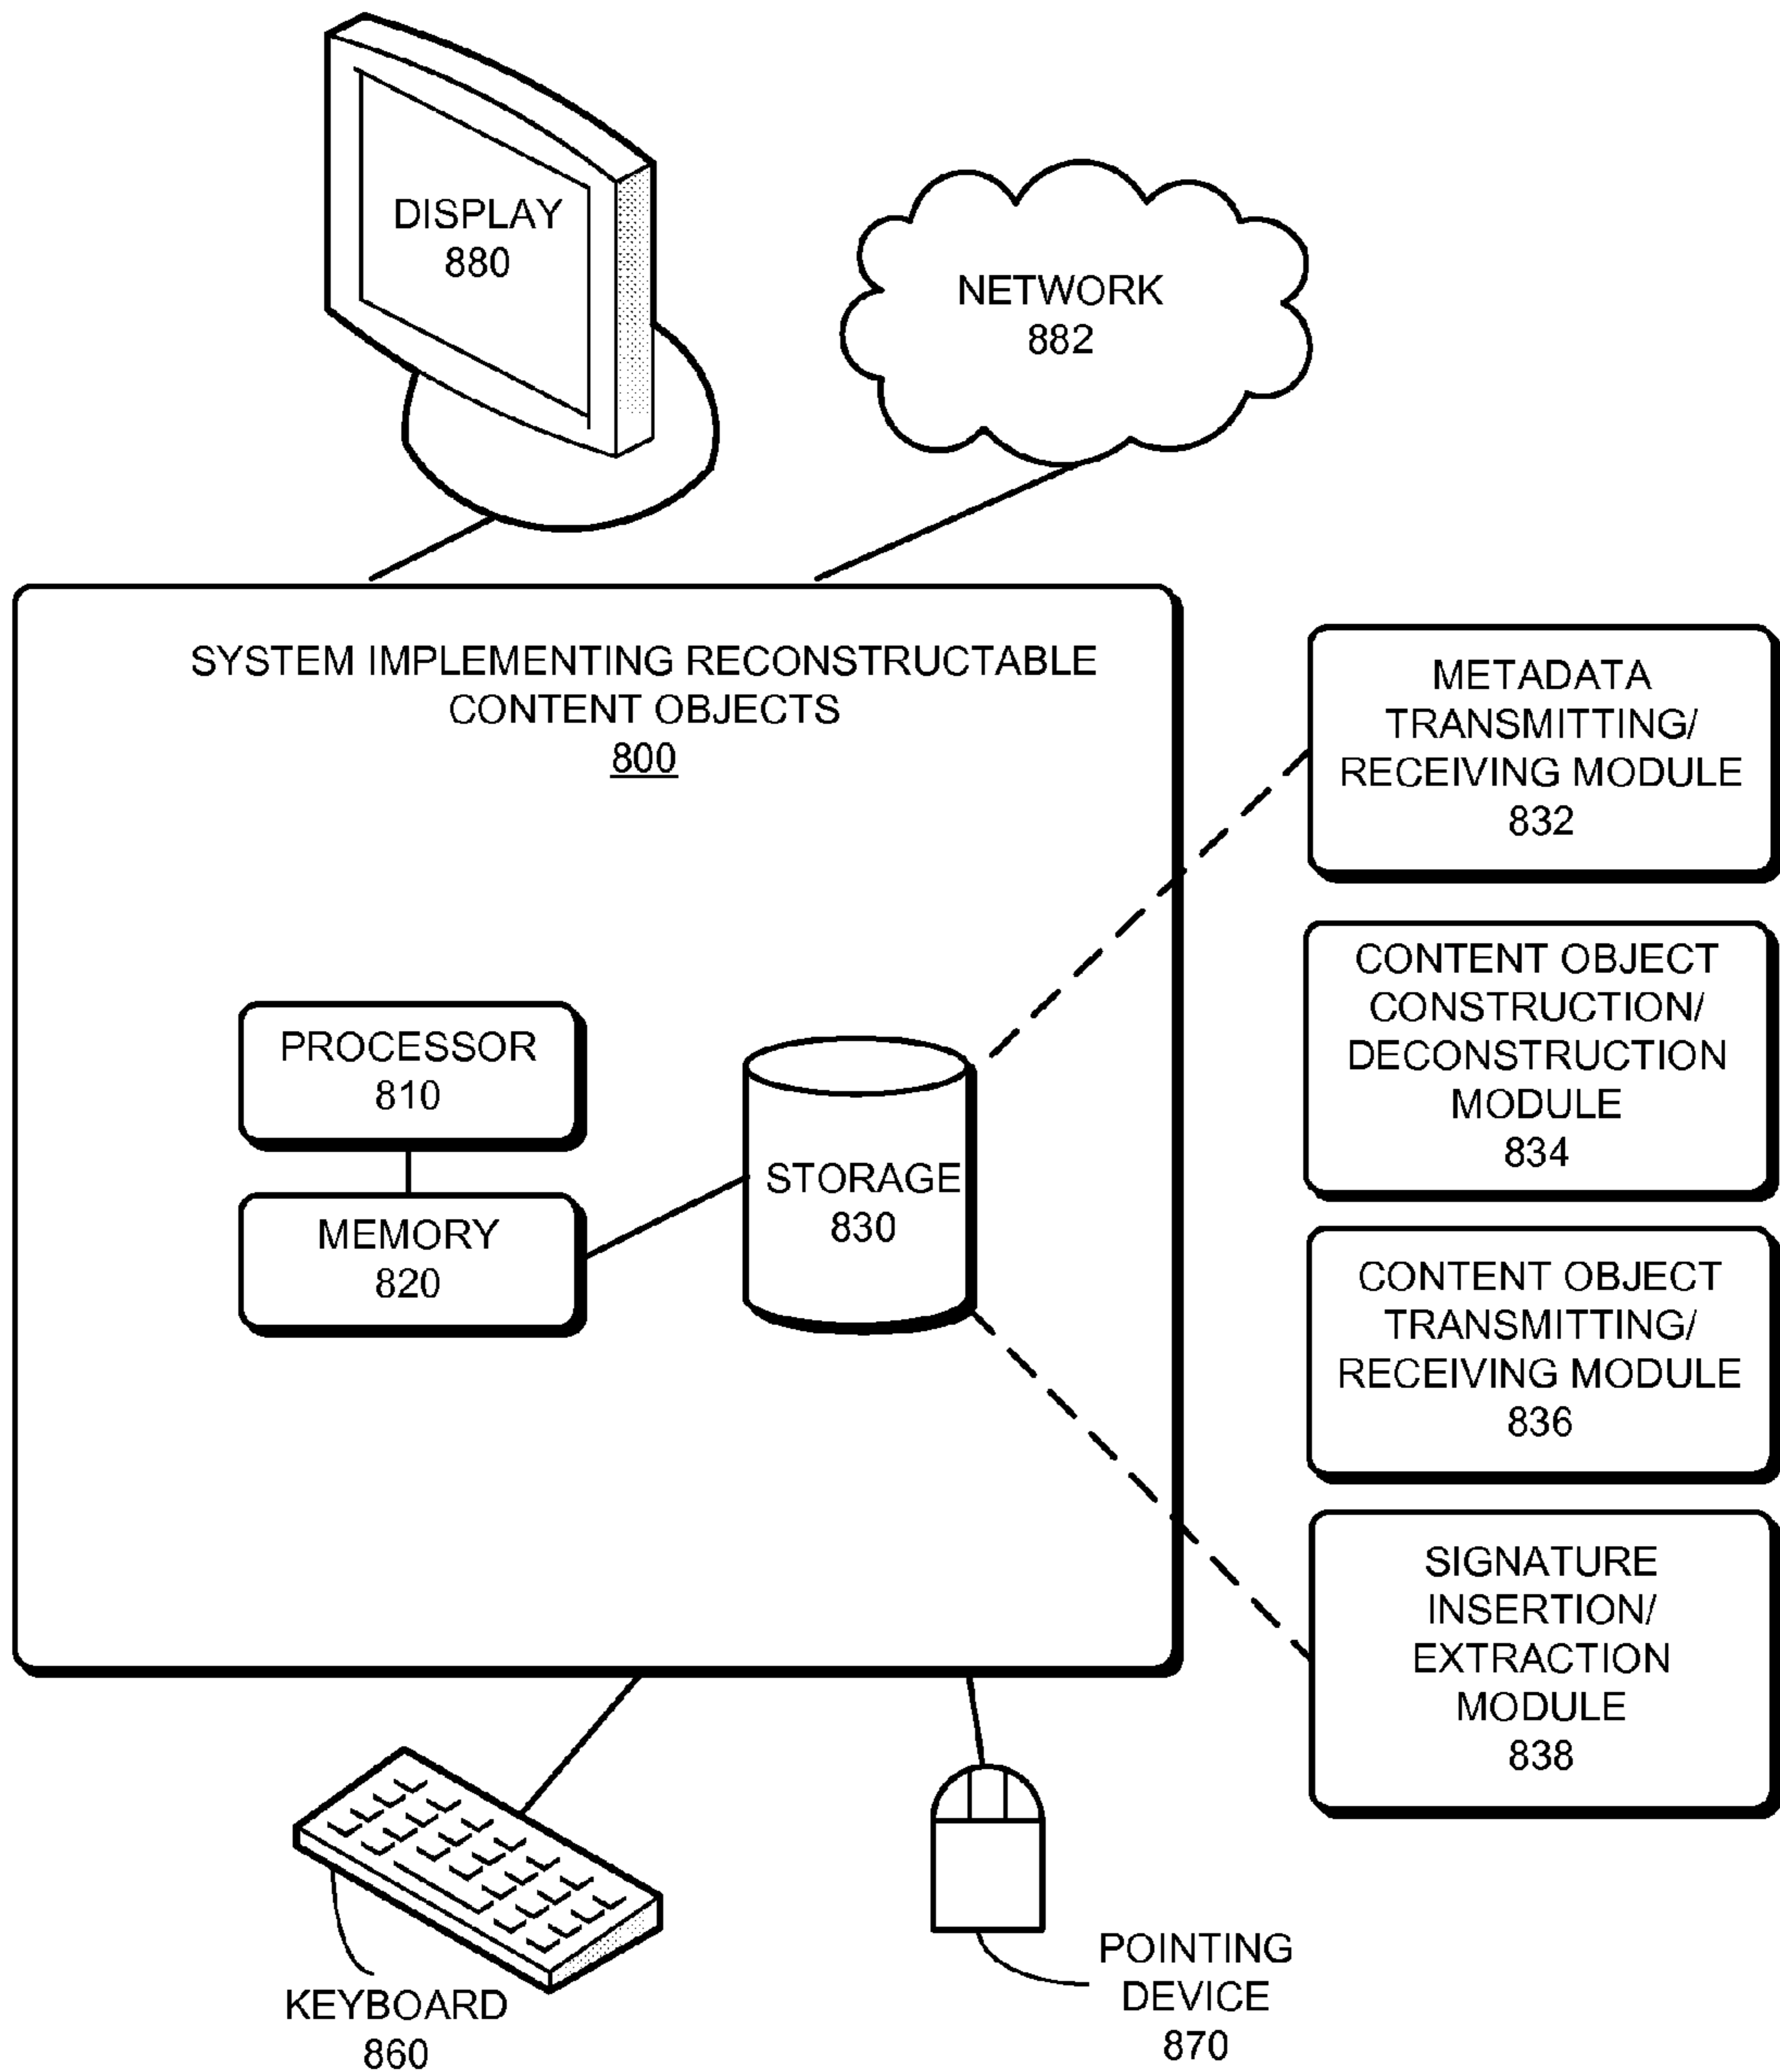 DISPLAY
880
NETWORK
882
SYSTEM IMPLEMENTING RECONSTRUCTABLE
CONTENT OBJECTS
800
METADATA
TRANSMITTING/
RECEIVING MODULE
832
CONTENT OBJECT
CONSTRUCTION/
DECONSTRUCTION
MODULE
834
PROCESSOR
810
MEMORY
820
STORAGE
830
CONTENT OBJECT
TRANSMITTING/
RECEIVING MODULE
836
SIGNATURE
INSERTION/
EXTRACTION
MODULE
838
KEYBOARD
860
POINTING
DEVICE
870